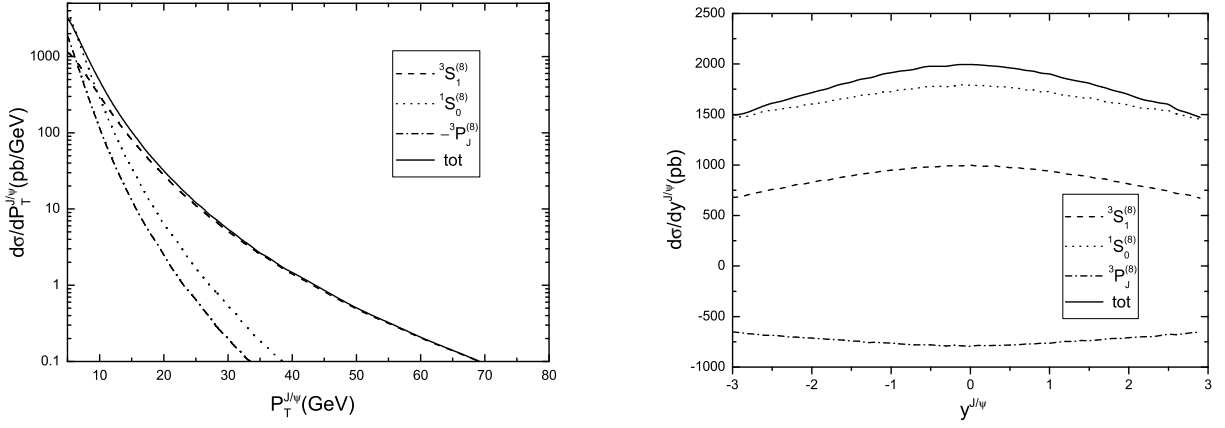 1000
100
10
1
0.1
10 20 30 40 50 60 70 80
dσ/dP_T^{J/ψ}(pb/GeV)
P_T^{J/ψ}(GeV)
³S₁⁽⁸⁾
¹S₀⁽⁸⁾
−³P_J⁽⁸⁾
tot
2500
2000
1500
1000
500
0
-500
-1000
-3 -2 -1 0 1 2 3
dσ/dy^{J/ψ}(pb)
y^{J/ψ}
³S₁⁽⁸⁾
¹S₀⁽⁸⁾
³P_J⁽⁸⁾
tot